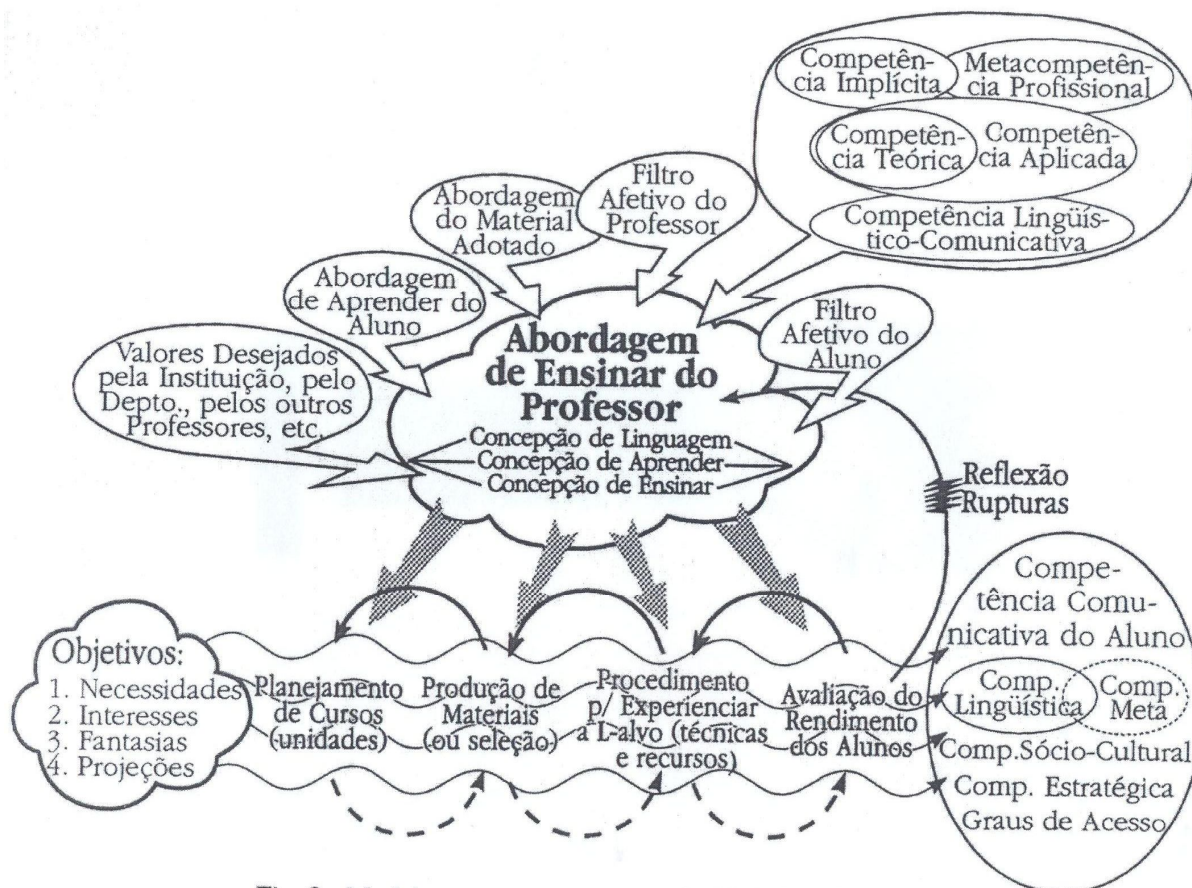 Competên-
cia Implícita
Metacompetên-
cia Profissional
Competên-
cia Teórica
Competên-
cia Aplicada
Competência Lingüís-
tico-Comunicativa
Filtro
Afetivo do
Professor
Abordagem
do Material
Adotado
Abordagem
de Aprender do
Aluno
Valores Desejados
pela Instituição, pelo
Depto., pelos outros
Professores, etc.
Filtro
Afetivo do
Aluno
Abordagem
de Ensinar do
Professor
Concepção de Linguagem
Concepção de Aprender
Concepção de Ensinar
Reflexão
Rupturas
Objetivos:
1. Necessidades
2. Interesses
3. Fantasias
4. Projeções
Planejamento
de Cursos
(unidades)
Produção de
Materiais
(ou seleção)
Procedimento
p/ Experienciar
a L-alvo (técnicas
e recursos)
Avaliação do
Rendimento
dos Alunos
Compe-
tência Comu-
nicativa do Aluno
Comp.
Lingüística
Comp.
Meta
Comp.Sócio-Cultural
Comp. Estratégica
Graus de Acesso